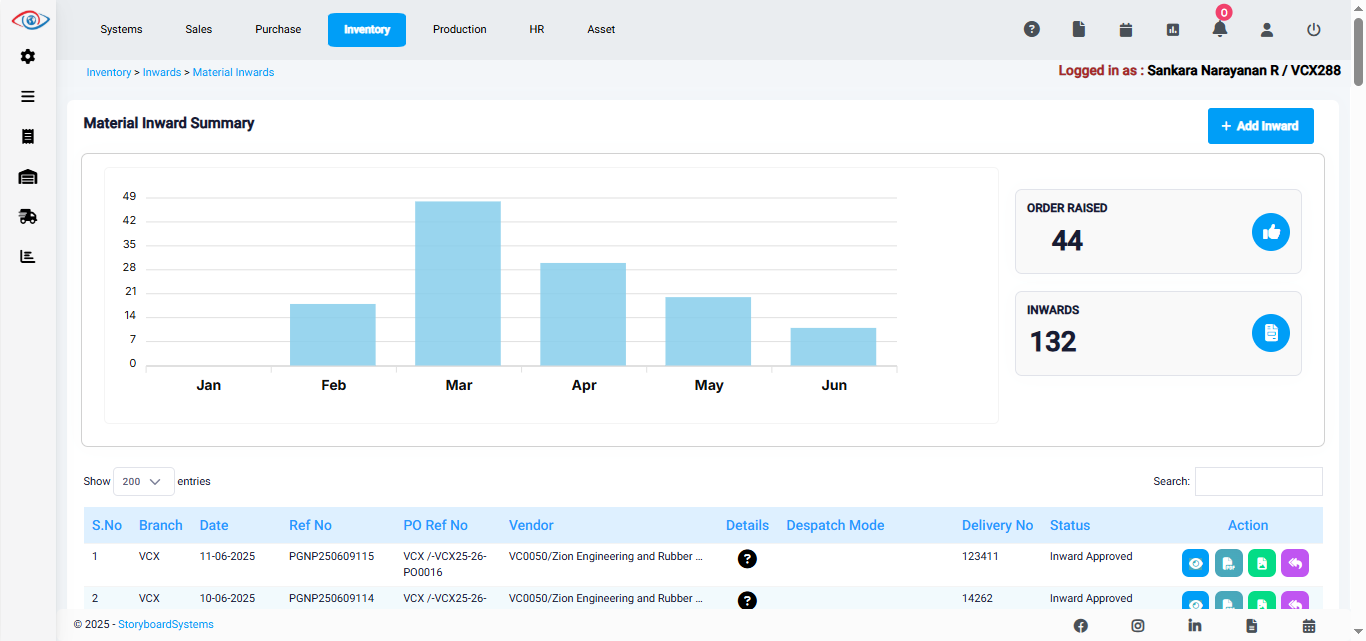 0
Systems Sales Purchase Inventory Production HR Asset
Inventory > Inwards > Material Inwards
Logged in as : Sankara Narayanan R / VCX288
Material Inward Summary
+ Add Inward
49
42
35
28
21
14
7
0
Jan Feb Mar Apr May Jun
ORDER RAISED
44
INWARDS
132
Show 200 entries
Search:
S.No Branch Date Ref No PO Ref No Vendor Details Despatch Mode Delivery No Status Action
1 VCX 11-06-2025 PGNP250609115 VCX /-VCX25-26- VC0050/Zion Engineering and Rubber ... ? 123411 Inward Approved
PO0016
2 VCX 10-06-2025 PGNP250609114 VCX /-VCX25-26- VC0050/Zion Engineering and Rubber ... ? 14262 Inward Approved
© 2025 - StoryboardSystems